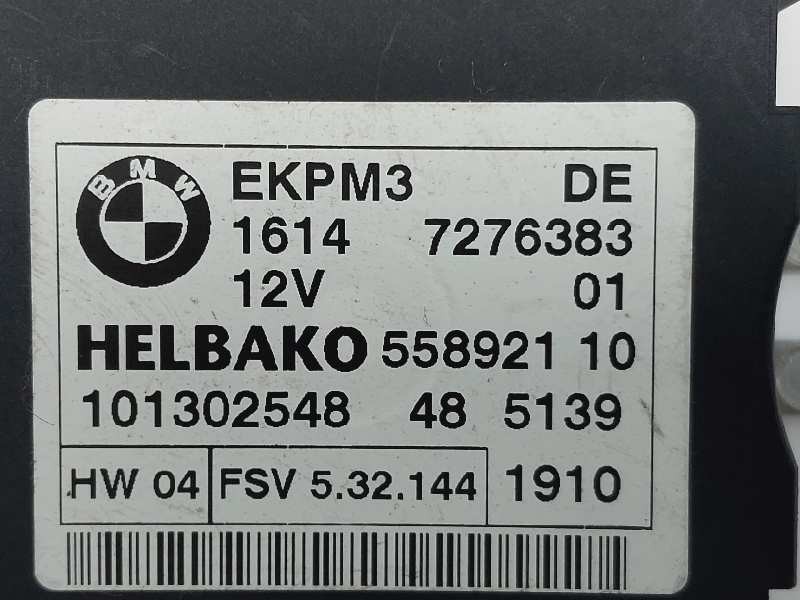 BMW EKPM3 DE
1614 7276383
12V 01
HELBAKO 558921 10
101302548 48 5139
HW 04 FSV 5.32.144 1910